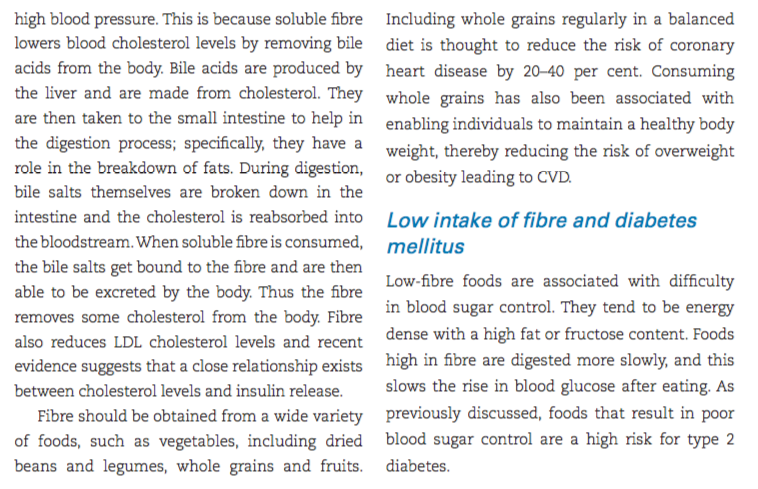 high blood pressure. This is because soluble fibre
lowers blood cholesterol levels by removing bile
acids from the body. Bile acids are produced by
the liver and are made from cholesterol. They
are then taken to the small intestine to help in
the digestion process; specifically, they have a
role in the breakdown of fats. During digestion,
bile salts themselves are broken down in the
intestine and the cholesterol is reabsorbed into
the bloodstream. When soluble fibre is consumed,
the bile salts get bound to the fibre and are then
able to be excreted by the body. Thus the fibre
removes some cholesterol from the body. Fibre
also reduces LDL cholesterol levels and recent
evidence suggests that a close relationship exists
between cholesterol levels and insulin release.
Fibre should be obtained from a wide variety
of foods, such as vegetables, including dried
beans and legumes, whole grains and fruits.
Including whole grains regularly in a balanced
diet is thought to reduce the risk of coronary
heart disease by 20–40 per cent. Consuming
whole grains has also been associated with
enabling individuals to maintain a healthy body
weight, thereby reducing the risk of overweight
or obesity leading to CVD.
Low intake of fibre and diabetes
mellitus
Low-fibre foods are associated with difficulty
in blood sugar control. They tend to be energy
dense with a high fat or fructose content. Foods
high in fibre are digested more slowly, and this
slows the rise in blood glucose after eating. As
previously discussed, foods that result in poor
blood sugar control are a high risk for type 2
diabetes.